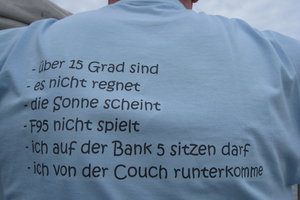 - über 15 Grad sind
- es nicht regnet
- die Sonne scheint
- F95 nicht spielt
- ich auf der Bank 5 sitzen darf
- ich von der Couch runterkomme